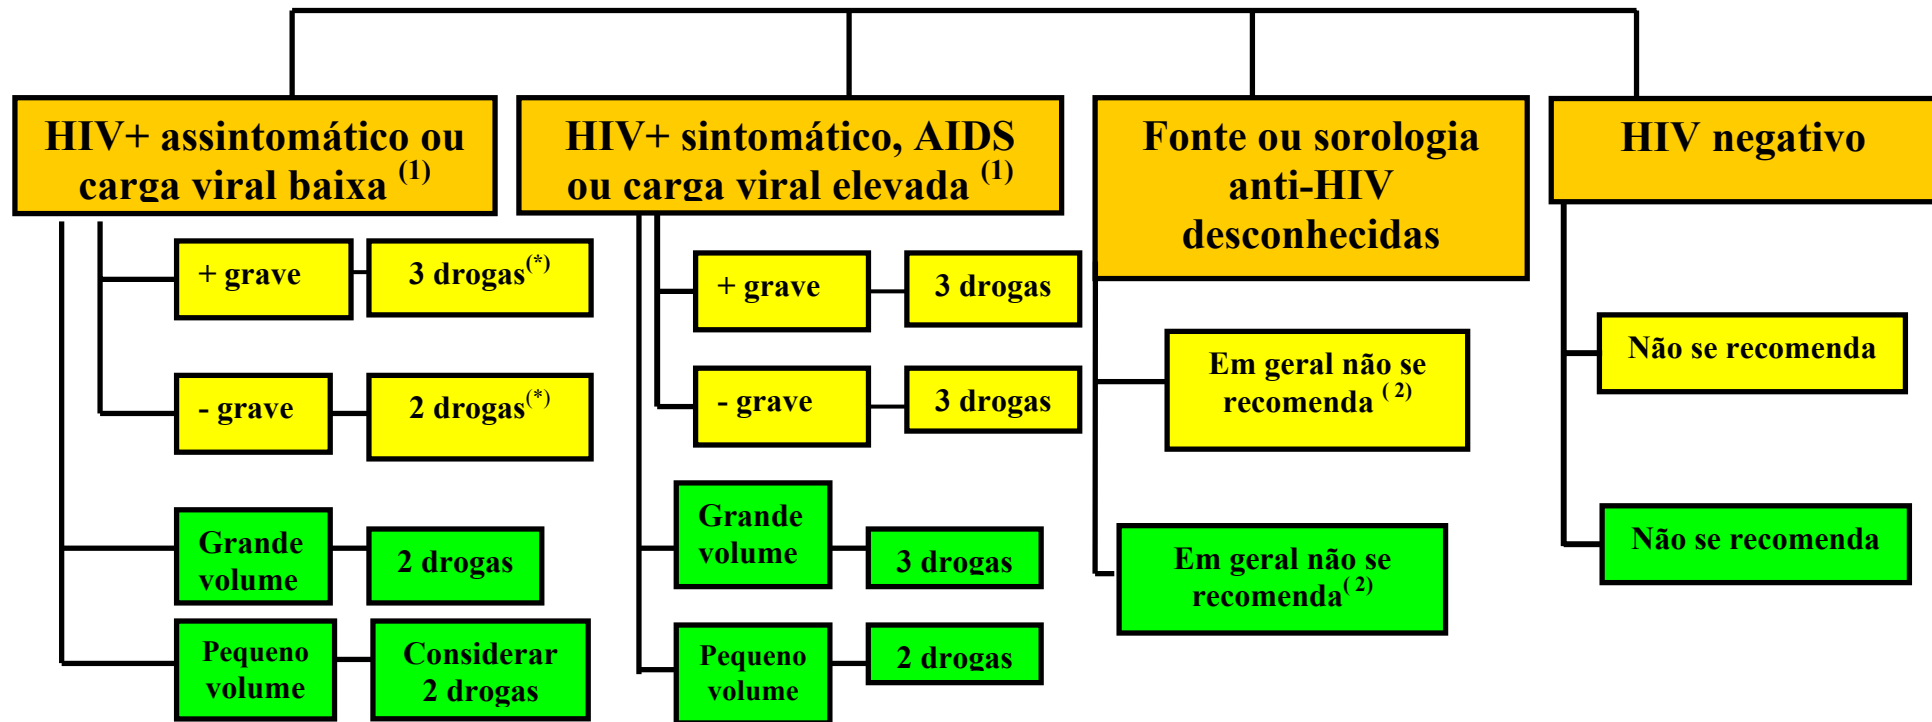 HIV+ assintomático ou
carga viral baixa (1)
+ grave
3 drogas(*)
- grave
2 drogas(*)
Grande
volume
2 drogas
Pequeno
volume
Considerar
2 drogas
HIV+ sintomático, AIDS
ou carga viral elevada (1)
+ grave
3 drogas
- grave
3 drogas
Grande
volume
3 drogas
Pequeno
volume
2 drogas
Fonte ou sorologia
anti-HIV
desconhecidas
Em geral não se
recomenda ( 2)
Em geral não se
recomenda( 2)
HIV negativo
Não se recomenda
Não se recomenda